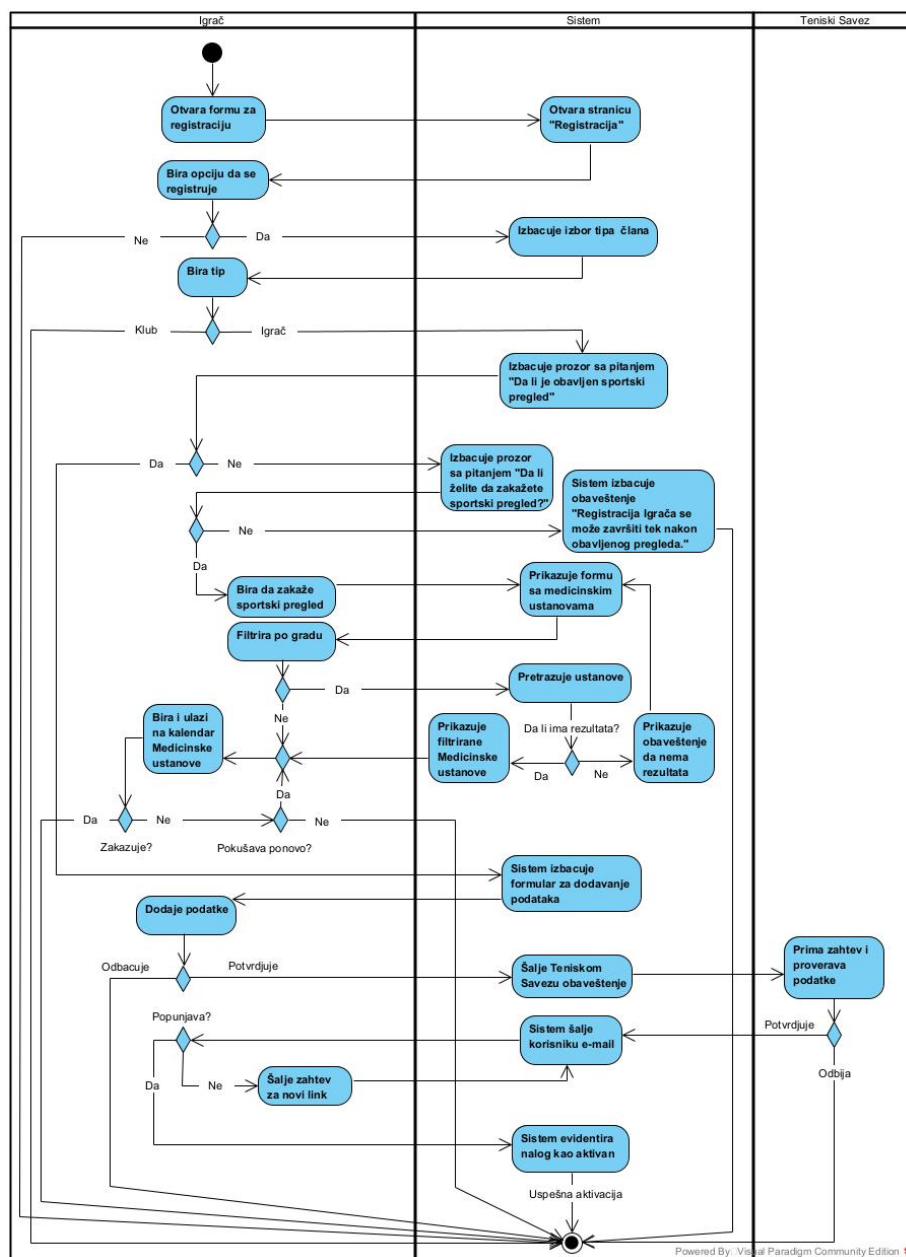 Igrač
Sistem
Teniski Savez
Otvara formu za
registraciju
Otvara stranicu
"Registracija"
Bira opciju da se
registruje
Ne
Da
Izbacuje izbor tipa člana
Bira tip
Klub
Igrač
Izbacuje prozor sa pitanjem
"Da li je obavljen sportski
pregled"
Da
Ne
Izbacuje prozor
sa pitanjem "Da li
želite da zakažete
sportski pregled?"
Sistem izbacuje
obaveštenje
"Registracija Igrača se
može završiti tek nakon
obavljenog pregleda."
Ne
Da
Bira da zakaže
sportski pregled
Prikazuje formu
sa medicinskim
ustanovama
Filtrira po gradu
Da
Ne
Pretrazuje ustanove
Da li ima rezultata?
Bira i ulazi
na kalendar
Medicinske
ustanove
Prikazuje
filtrirane
Medicinske
ustanove
Da
Ne
Prikazuje
obaveštenje
da nema
rezultata
Da
Da
Ne
Ne
Zakazuje?
Pokušava ponovo?
Sistem izbacuje
formular za dodavanje
podataka
Dodaje podatke
Odbacuje
Potvrdjuje
Šalje Teniskom
Savezu obaveštenje
Prima zahtev i
proverava
podatke
Popunjava?
Sistem šalje
korisniku e-mail
Potvrdjuje
Odbija
Da
Ne
Šalje zahtev
za novi link
Sistem evidentira
nalog kao aktivan
Uspešna aktivacija
Powered By: Visual Paradigm Community Edition